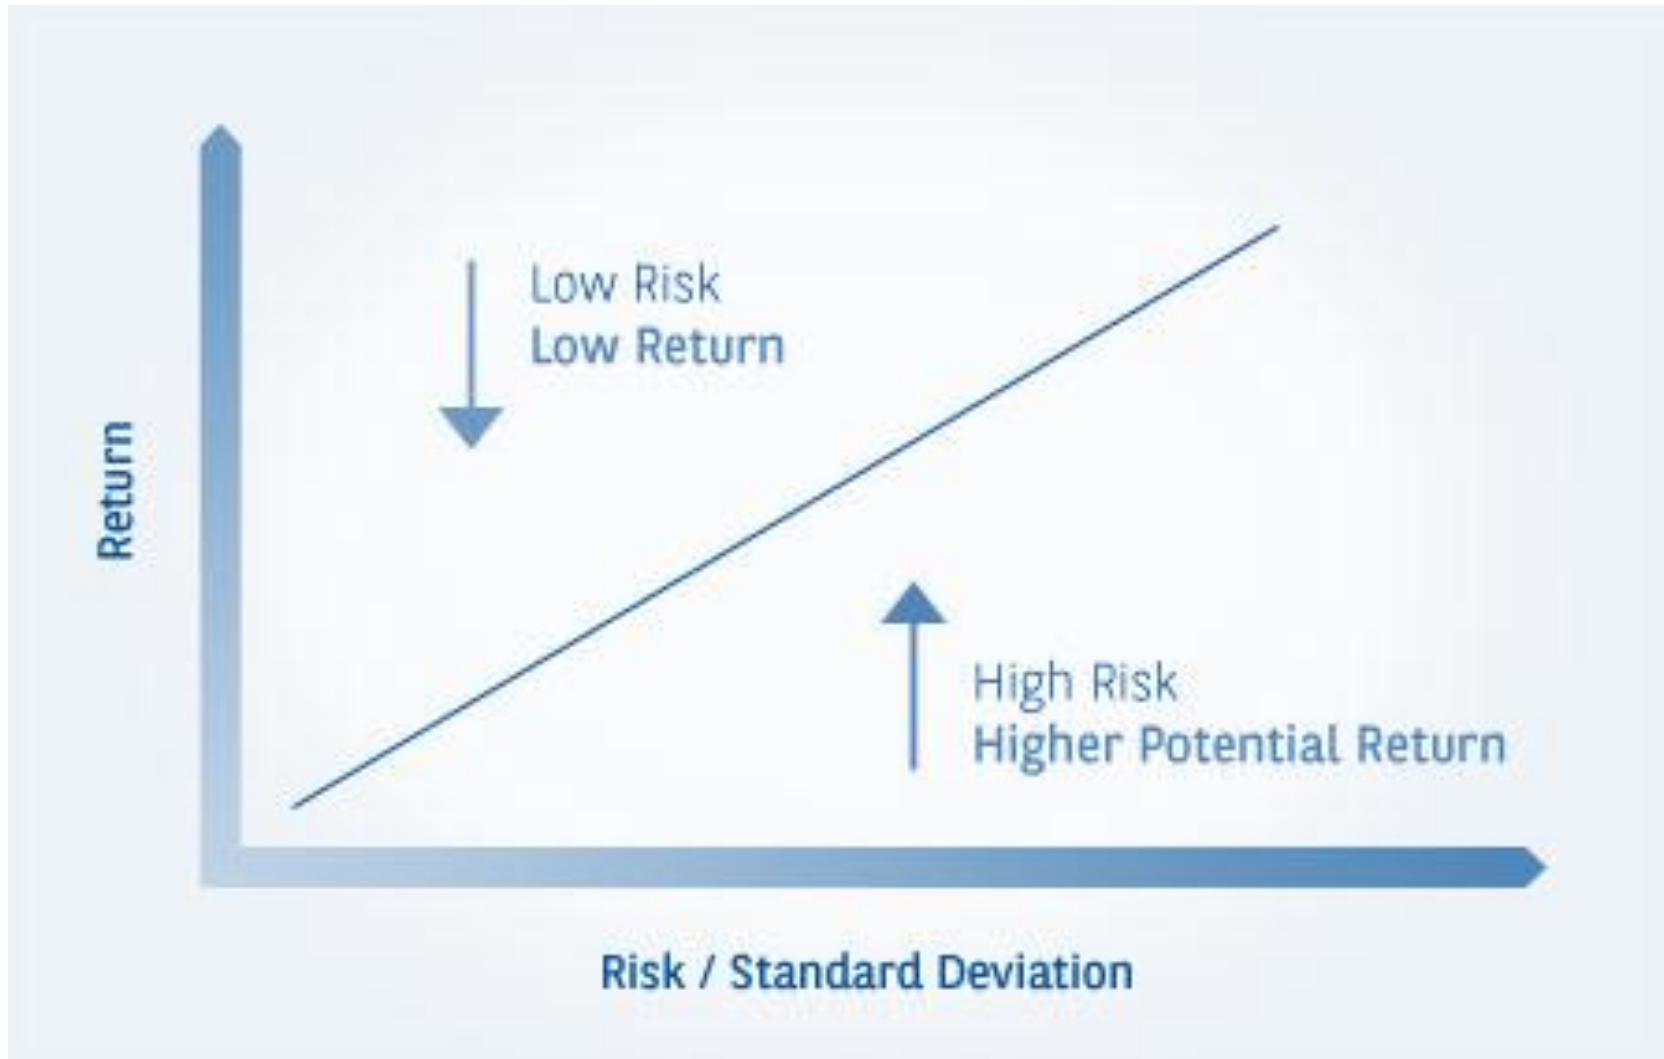 Low Risk
Low Return
Return
High Risk
Higher Potential Return
Risk / Standard Deviation